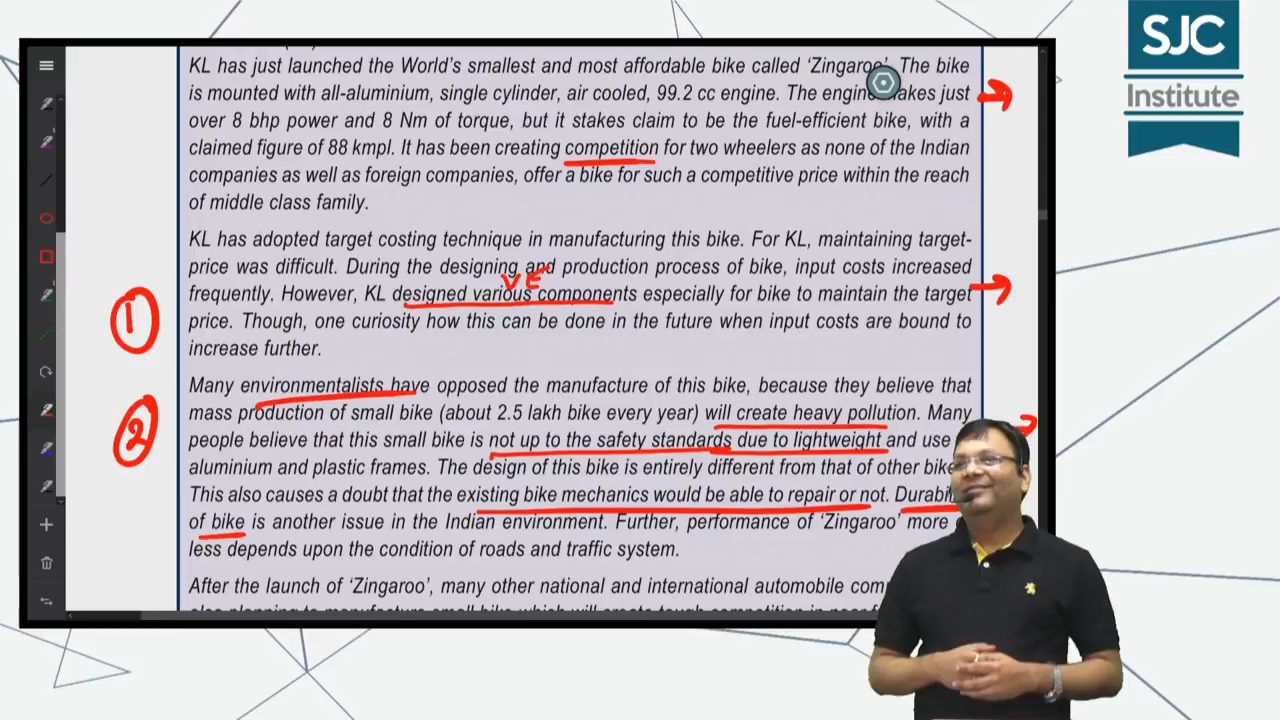 SJC
Institute
KL has just launched the World's smallest and most affordable bike called 'Zingaroo'. The bike
is mounted with all-aluminium, single cylinder, air cooled, 99.2 cc engine. The engine makes just
over 8 bhp power and 8 Nm of torque, but it stakes claim to be the fuel-efficient bike, with a
claimed figure of 88 kmpl. It has been creating competition for two wheelers as none of the Indian
companies as well as foreign companies, offer a bike for such a competitive price within the reach
of middle class family.
KL has adopted target costing technique in manufacturing this bike. For KL, maintaining target-
price was difficult. During the designing and production process of bike, input costs increased
VE
frequently. However, KL designed various components especially for bike to maintain the target
1
price. Though, one curiosity how this can be done in the future when input costs are bound to
increase further.
Many environmentalists have opposed the manufacture of this bike, because they believe that
mass production of small bike (about 2.5 lakh bike every year) will create heavy pollution. Many
2
people believe that this small bike is not up to the safety standards due to lightweight and use
aluminium and plastic frames. The design of this bike is entirely different from that of other
This also causes a doubt that the existing bike mechanics would be able to repair or not.
of bike is another issue in the Indian environment. Further, performance of 'Zingaroo' more
less depends upon the condition of roads and traffic system.
After the launch of 'Zingaroo', many other national and international automobile